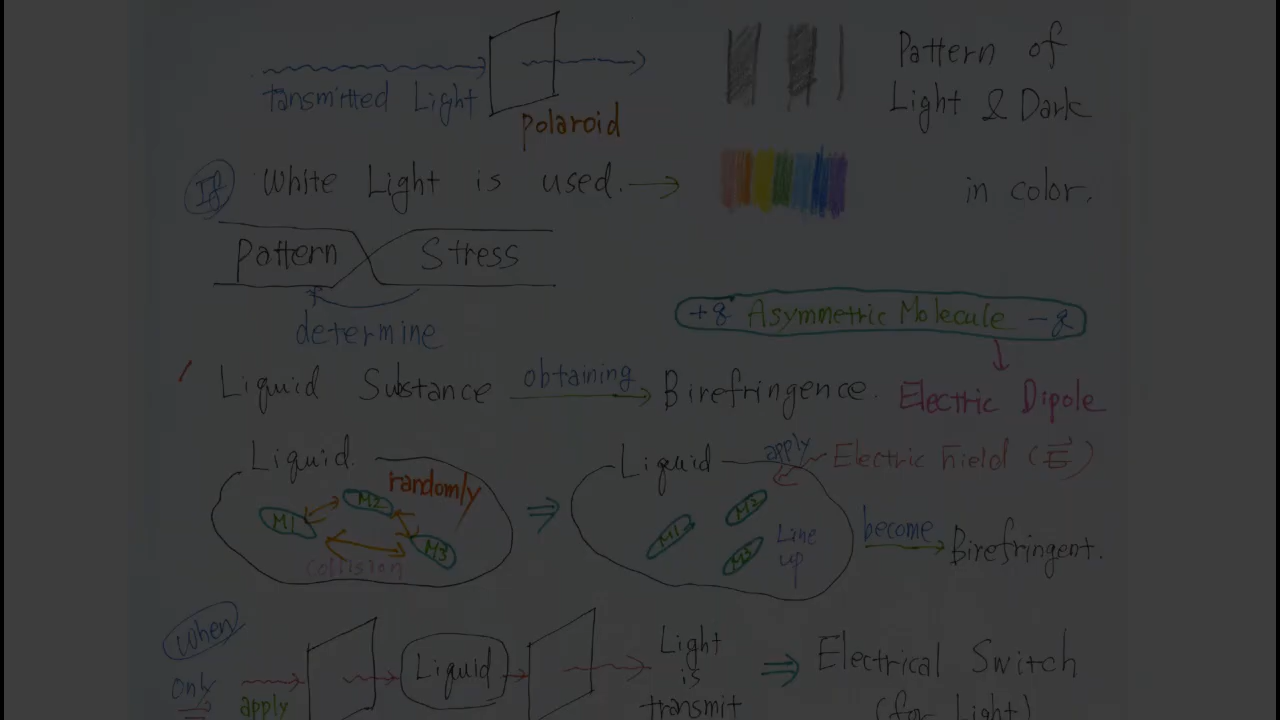 Pattern of
Light & Dark
tansmitted Light
polaroid
If White Light is used. → in color.
Pattern Stress
determine
+q Asymmetric Molecule -q
Liquid Substance obtaining Birefringence. Electric Dipole
Liquid randomly
M1 M2 M3
collision
Liquid apply Electric Field (E)
M1 M2 M3
Line
up
become Birefringent.
When
only
apply
Liquid
Light
is
transmit
Electrical Switch
(for Light)